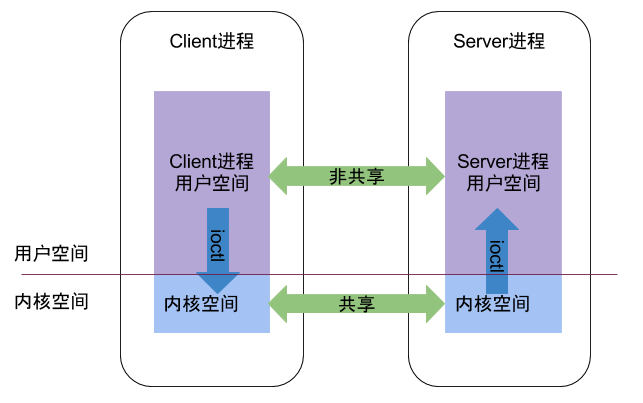 Client进程
Server进程
Client进程
用户空间
非共享
Server进程
用户空间
ioctl
ioctl
用户空间
内核空间
内核空间
共享
内核空间